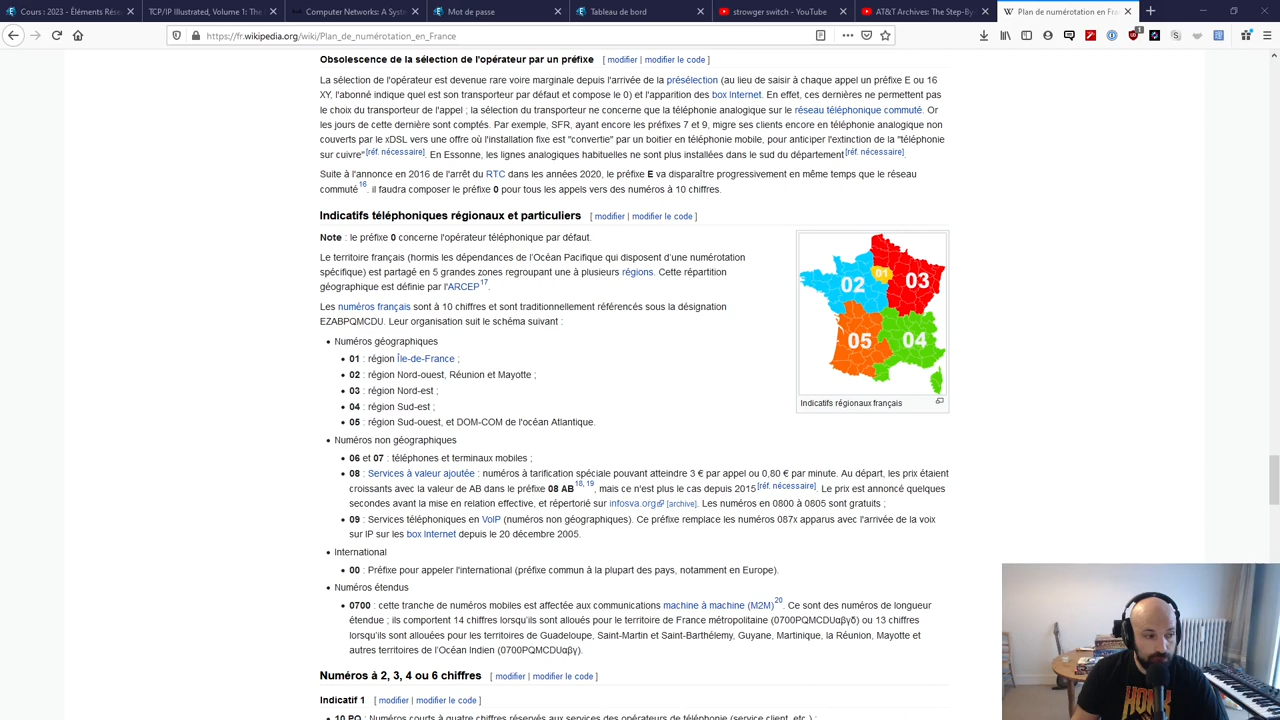 Cours : 2023 - Éléments Rése
TCP/IP Illustrated, Volume 1: The
Computer Networks: A Systems
Mot de passe
Tableau de bord
strowger switch - YouTube
AT&T Archives: The Step-By-
Plan de numérotation en Fran
https://fr.wikipedia.org/wiki/Plan_de_numérotation_en_France
Obsolescence de la sélection de l'opérateur par un préfixe [ modifier | modifier le code ]
La sélection de l'opérateur est devenue rare voire marginale depuis l'arrivée de la présélection (au lieu de saisir à chaque appel un préfixe E ou 16
XY, l'abonné indique quel est son transporteur par défaut et compose le 0) et l'apparition des box Internet. En effet, ces dernières ne permettent pas
le choix du transporteur de l'appel ; la sélection du transporteur ne concerne que la téléphonie analogique sur le réseau téléphonique commuté. Or
les jours de cette dernière sont comptés. Par exemple, SFR, ayant encore les préfixes 7 et 9, migre ses clients encore en téléphonie analogique non
couverts par le xDSL vers une offre où l'installation fixe est "convertie" par un boitier en téléphonie mobile, pour anticiper l'extinction de la "téléphonie
sur cuivre"[réf. nécessaire]. En Essonne, les lignes analogiques habituelles ne sont plus installées dans le sud du département[réf. nécessaire].
Suite à l'annonce en 2016 de l'arrêt du RTC dans les années 2020, le préfixe E va disparaître progressivement en même temps que le réseau
commuté16. il faudra composer le préfixe 0 pour tous les appels vers des numéros à 10 chiffres.
Indicatifs téléphoniques régionaux et particuliers [ modifier | modifier le code ]
Note : le préfixe 0 concerne l'opérateur téléphonique par défaut.
Le territoire français (hormis les dépendances de l'Océan Pacifique qui disposent d'une numérotation
spécifique) est partagé en 5 grandes zones regroupant une à plusieurs régions. Cette répartition
géographique est définie par l'ARCEP17.
Les numéros français sont à 10 chiffres et sont traditionnellement référencés sous la désignation
EZABPQMCDU. Leur organisation suit le schéma suivant :
01
02
03
05
04
Indicatifs régionaux français
• Numéros géographiques
• 01 : région Île-de-France ;
• 02 : région Nord-ouest, Réunion et Mayotte ;
• 03 : région Nord-est ;
• 04 : région Sud-est ;
• 05 : région Sud-ouest, et DOM-COM de l'océan Atlantique.
• Numéros non géographiques
• 06 et 07 : téléphones et terminaux mobiles ;
• 08 : Services à valeur ajoutée : numéros à tarification spéciale pouvant atteindre 3 € par appel ou 0,80 € par minute. Au départ, les prix étaient
croissants avec la valeur de AB dans le préfixe 08 AB18, 19, mais ce n'est plus le cas depuis 2015[réf. nécessaire]. Le prix est annoncé quelques
secondes avant la mise en relation effective, et répertorié sur infosva.org [archive]. Les numéros en 0800 à 0805 sont gratuits ;
• 09 : Services téléphoniques en VoIP (numéros non géographiques). Ce préfixe remplace les numéros 087x apparus avec l'arrivée de la voix
sur IP sur les box Internet depuis le 20 décembre 2005.
• International
• 00 : Préfixe pour appeler l'international (préfixe commun à la plupart des pays, notamment en Europe).
• Numéros étendus
• 0700 : cette tranche de numéros mobiles est affectée aux communications machine à machine (M2M)20. Ce sont des numéros de longueur
étendue ; ils comportent 14 chiffres lorsqu'ils sont alloués pour le territoire de France métropolitaine (0700PQMCDUαβγδ) ou 13 chiffres
lorsqu'ils sont allouées pour les territoires de Guadeloupe, Saint-Martin et Saint-Barthélemy, Guyane, Martinique, la Réunion, Mayotte et
autres territoires de l'Océan Indien (0700PQMCDUαβγ).
Numéros à 2, 3, 4 ou 6 chiffres [ modifier | modifier le code ]
Indicatif 1 [ modifier | modifier le code ]
• 10 PQ : Numéros courts à quatre chiffres réservés aux services des opérateurs de téléphonie (service client, etc.) ;